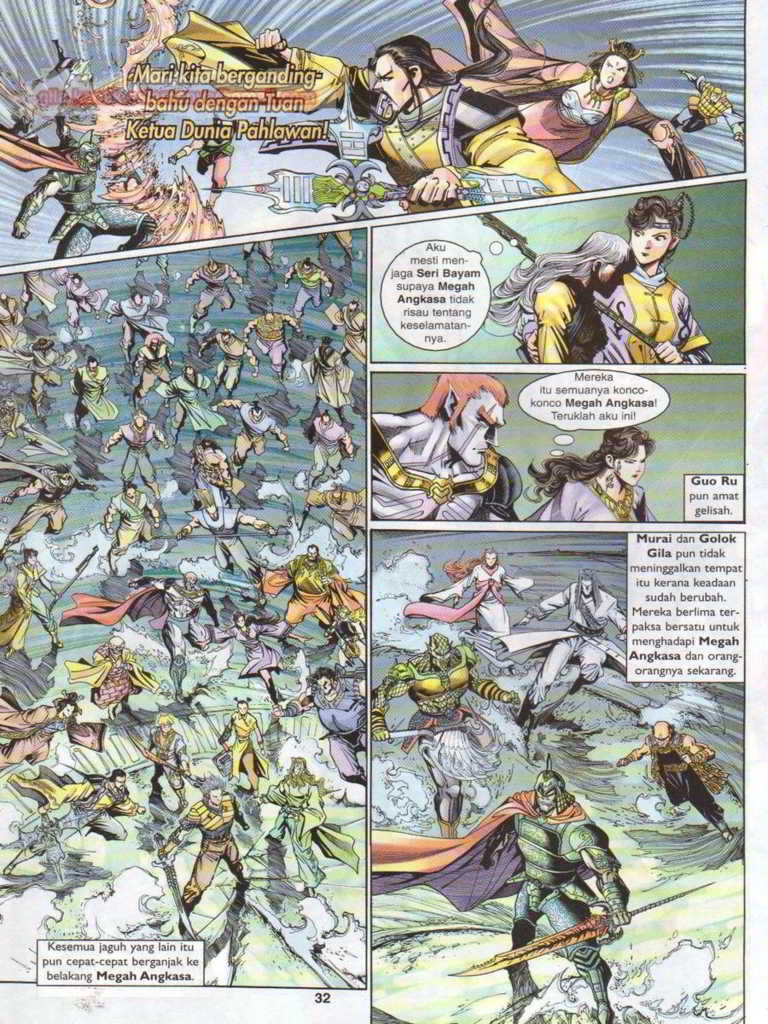 Mari kita berganding-
bahu dengan Tuan
Ketua Dunia Pahlawan!
Aku
mesti men-
jaga Seri Bayam
supaya Megah
Angkasa tidak
risau tentang
keselamatan-
nya.
Mereka
itu semuanya konco-
konco Megah Angkasa!
Teruklah aku ini!
Guo Ru
pun amat
gelisah.
Murai dan Golok
Gila pun tidak
meninggalkan tempat
itu kerana keadaan
sudah berubah.
Mereka berlima ter-
paksa bersatu untuk
menghadapi Megah
Angkasa dan orang-
orangnya sekarang.
Kesemua jaguh yang lain itu
pun cepat-cepat berganjak ke
belakang Megah Angkasa.
32